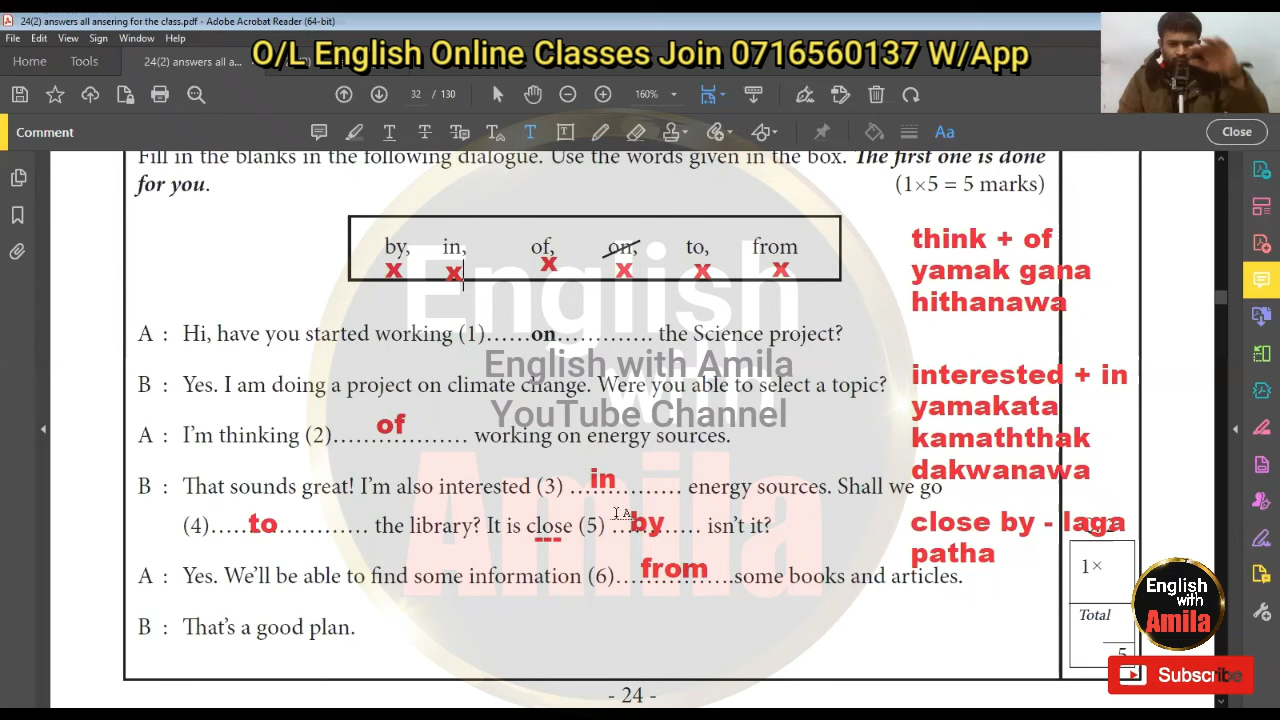 24(2) answers all ansering for the class.pdf - Adobe Acrobat Reader (64-bit)
File Edit View Sign Window Help
O/L English Online Classes Join 0716560137 W/App
Home Tools 24(2) answers all a...
32 / 130 160%
Comment Close
Fill in the blanks in the following dialogue. Use the words given in the box. The first one is done
for you. (1×5 = 5 marks)
by, in, of, on, to, from
x x x x x x
think + of
yamak gana
hithanawa
A : Hi, have you started working (1)......on............. the Science project?
B : Yes. I am doing a project on climate change. Were you able to select a topic?
interested + in
yamakata
kamaththak
dakwanawa
A : I'm thinking (2).....of............. working on energy sources.
B : That sounds great! I'm also interested (3) ...in............ energy sources. Shall we go
(4).....to.............. the library? It is close (5) ...by......... isn't it?
close by - laga
patha
A : Yes. We'll be able to find some information (6)...from.............some books and articles.
B : That's a good plan.
1×
Total
5
- 24 -
English with Amila
YouTube Channel
English with Amila
English
with
Amila
Subscribe